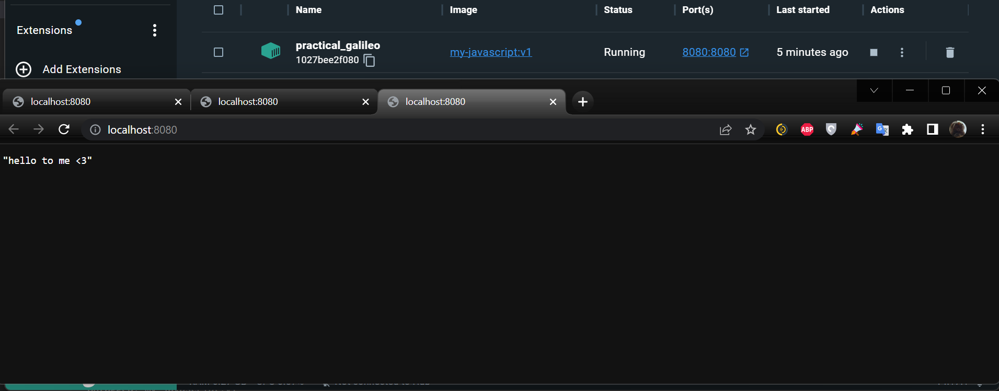 Name Image Status Port(s) Last started Actions
Extensions
practical_galileo
1027bee2f080
my-javascript:v1
Running
8080:8080
5 minutes ago
Add Extensions
localhost:8080
localhost:8080
localhost:8080
localhost:8080
ABP
"hello to me <3"